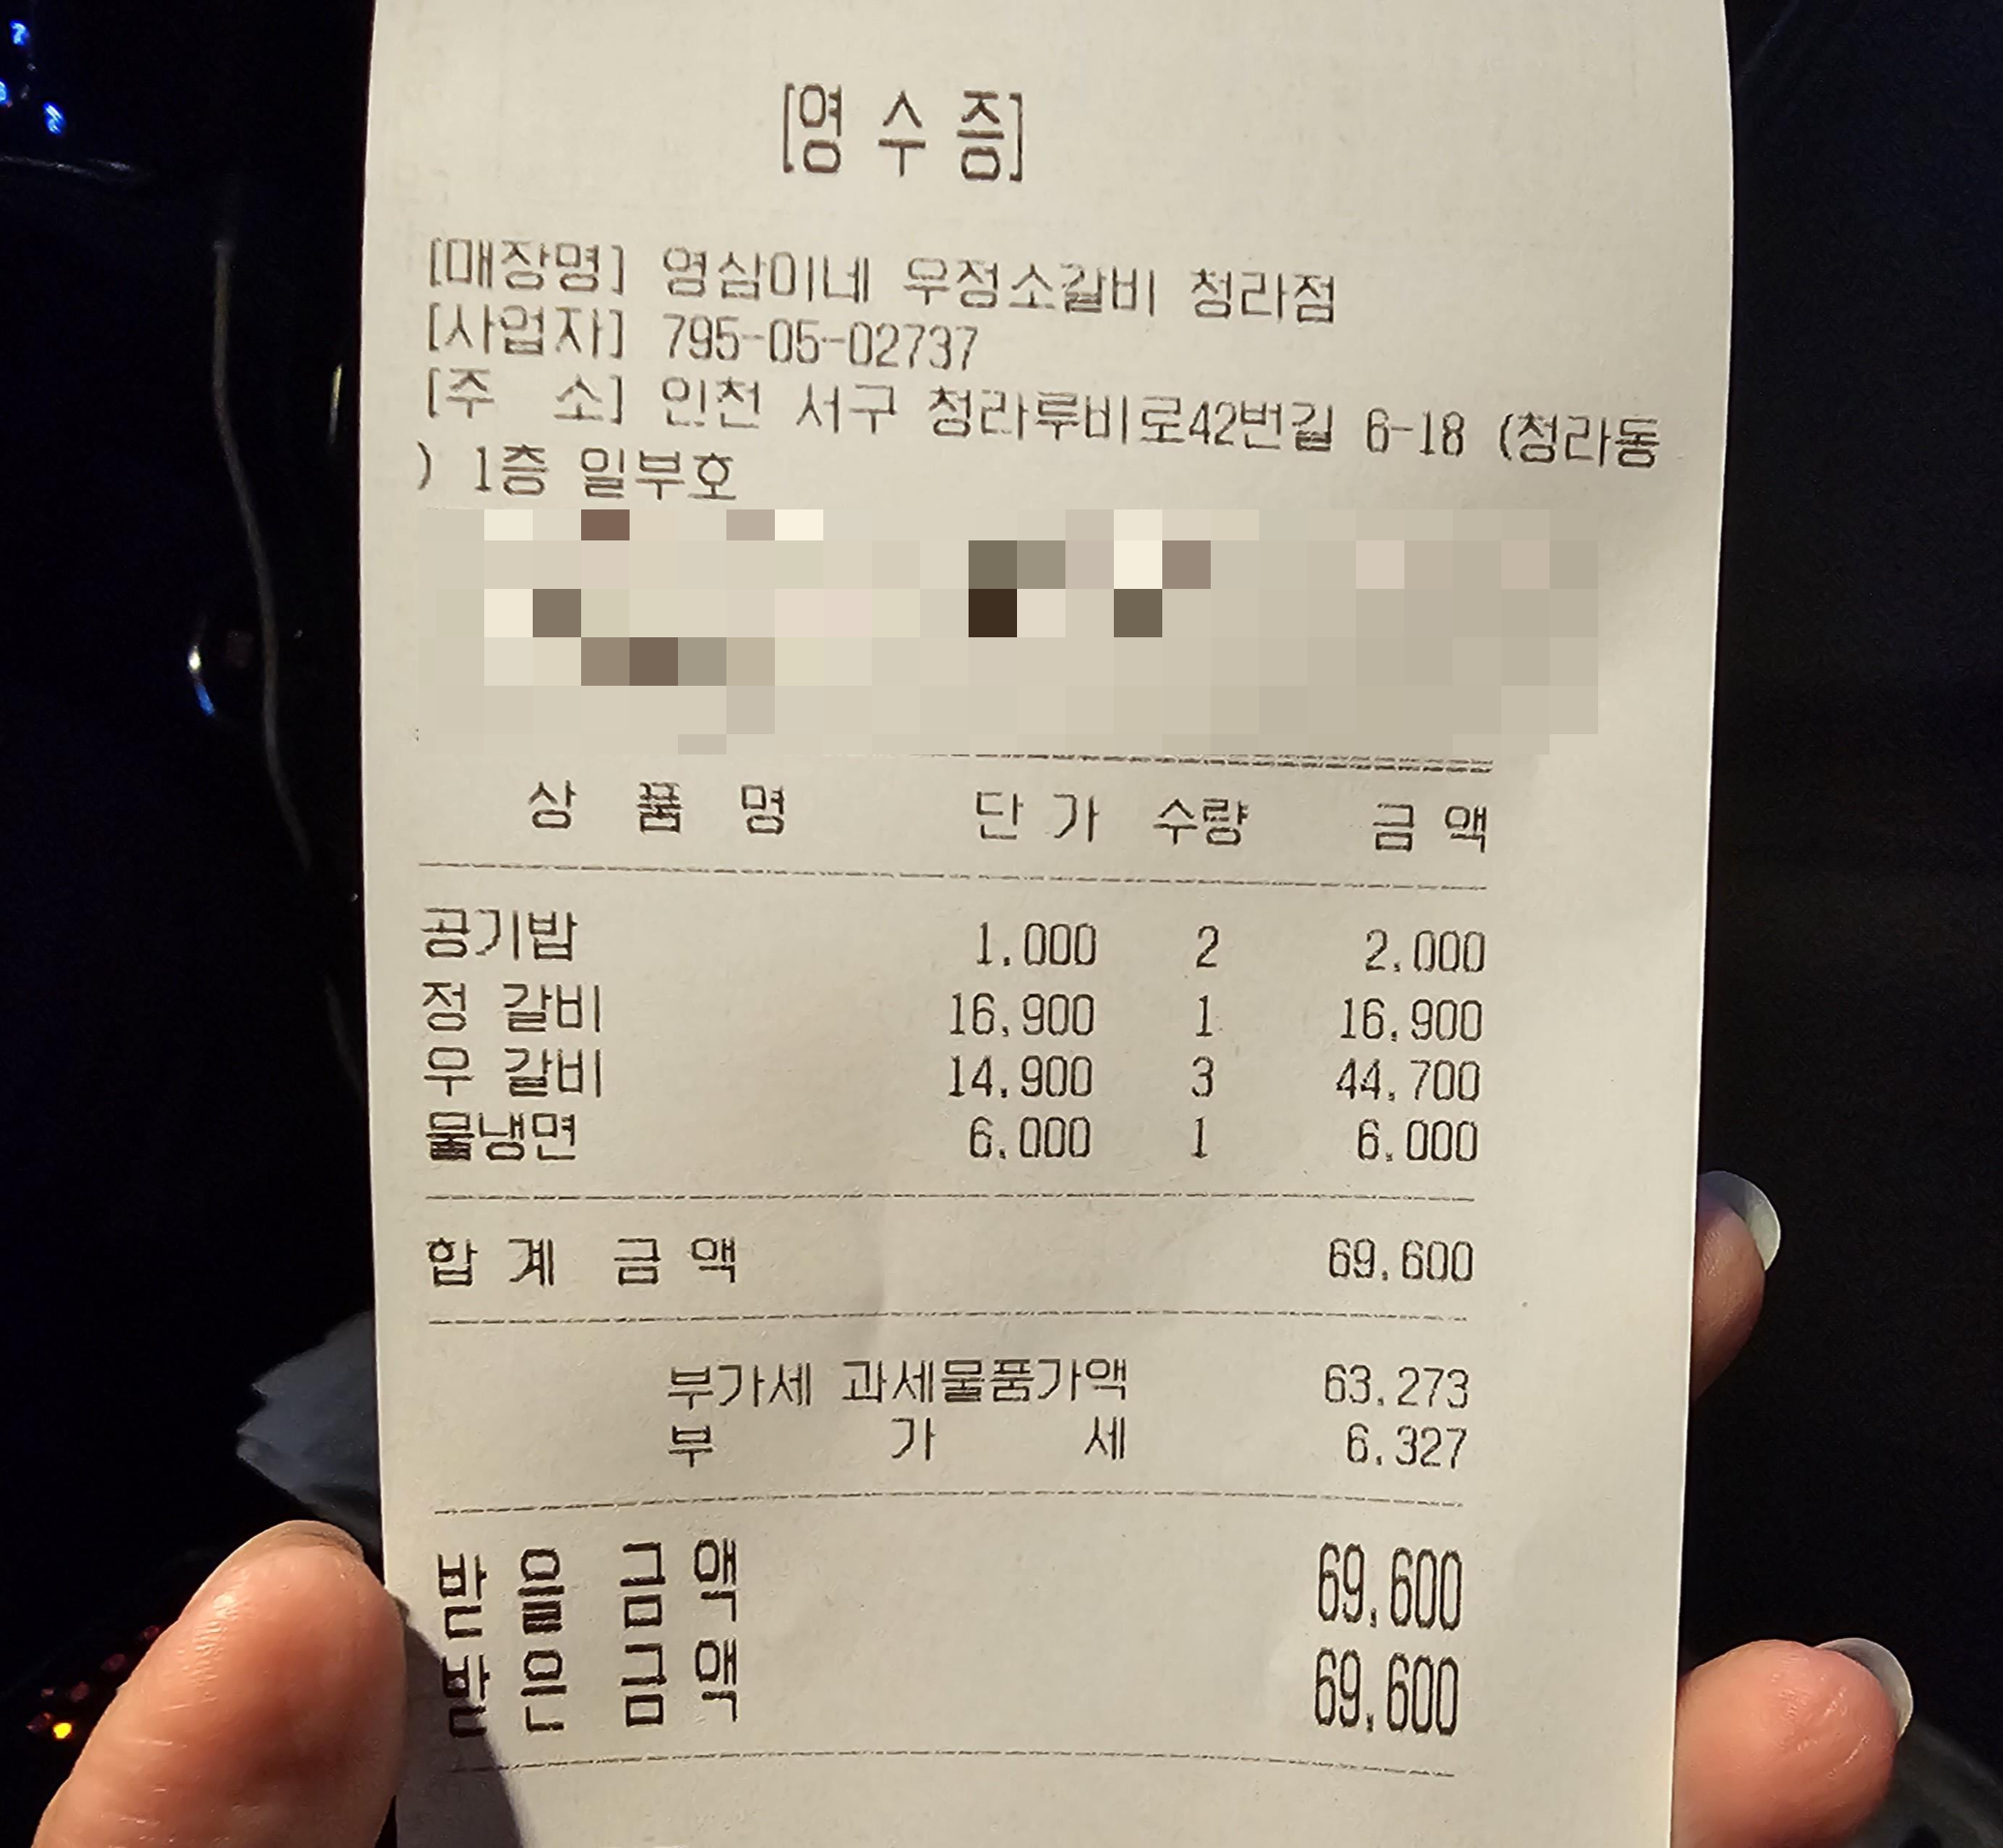 [영 수 증]
[매장명] 영삼이네 우정소갈비 청라점
[사업자] 795-05-02737
[주 소] 인천 서구 청라루비로42번길 6-18 (청라동
) 1층 일부호
상 품 명 단 가 수량 금 액
공기밥 1,000 2 2,000
정 갈비 16,900 1 16,900
우 갈비 14,900 3 44,700
물냉면 6,000 1 6,000
합 계 금 액 69,600
부가세 과세물품가액 63,273
부 가 세 6,327
받 을 금 액 69,600
받 은 금 액 69,600